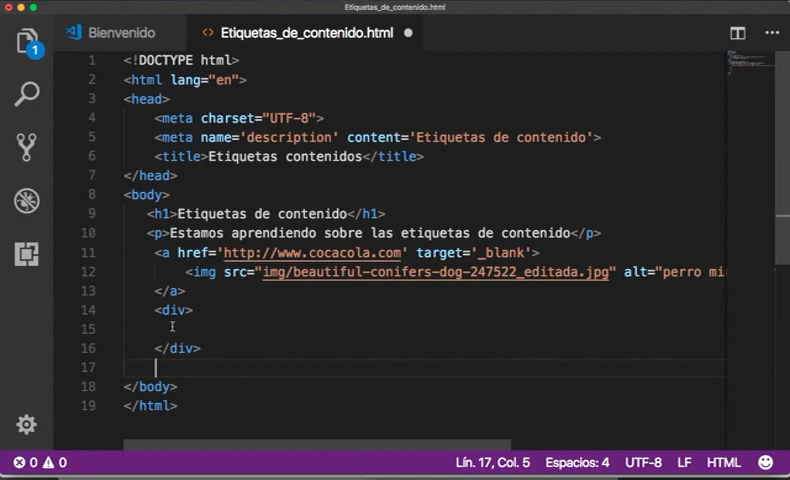 Etiquetas_de_contenido.html
Bienvenido
<> Etiquetas_de_contenido.html
1
1 <!DOCTYPE html>
2 <html lang="en">
3 <head>
4 <meta charset="UTF-8">
5 <meta name='description' content='Etiquetas de contenido'>
6 <title>Etiquetas contenidos</title>
7 </head>
8 <body>
9 <h1>Etiquetas de contenido</h1>
10 <p>Estamos aprendiendo sobre las etiquetas de contenido</p>
11 <a href='http://www.cocacola.com' target='_blank'>
12 <img src="img/beautiful-conifers-dog-247522_editada.jpg" alt="perro mi
13 </a>
14 <div>
15
16 </div>
17
18 </body>
19 </html>
0 0 Lín. 17, Col. 5 Espacios: 4 UTF-8 LF HTML